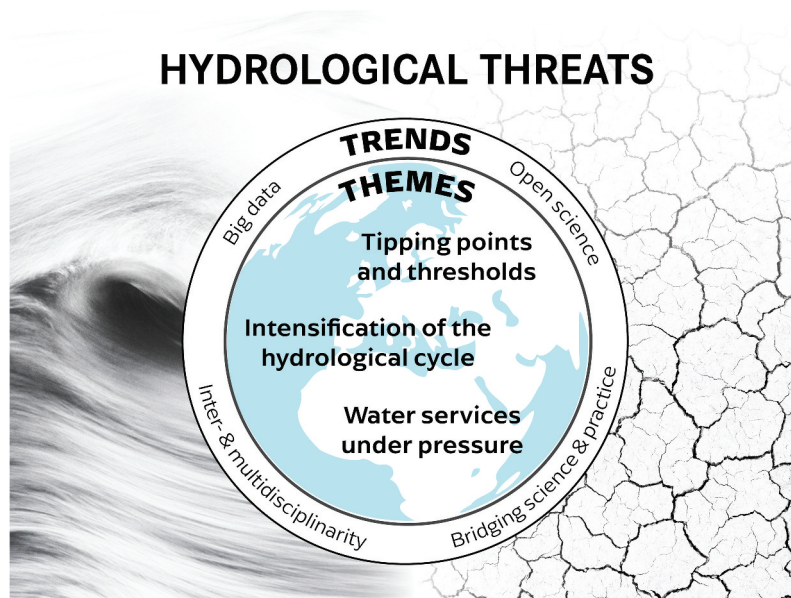 HYDROLOGICAL THREATS
TRENDS
THEMES
Big data
Open science
Tipping points
and thresholds
Intensification of the
hydrological cycle
Water services
under pressure
Inter- & multidisciplinarity
Bridging science & practice